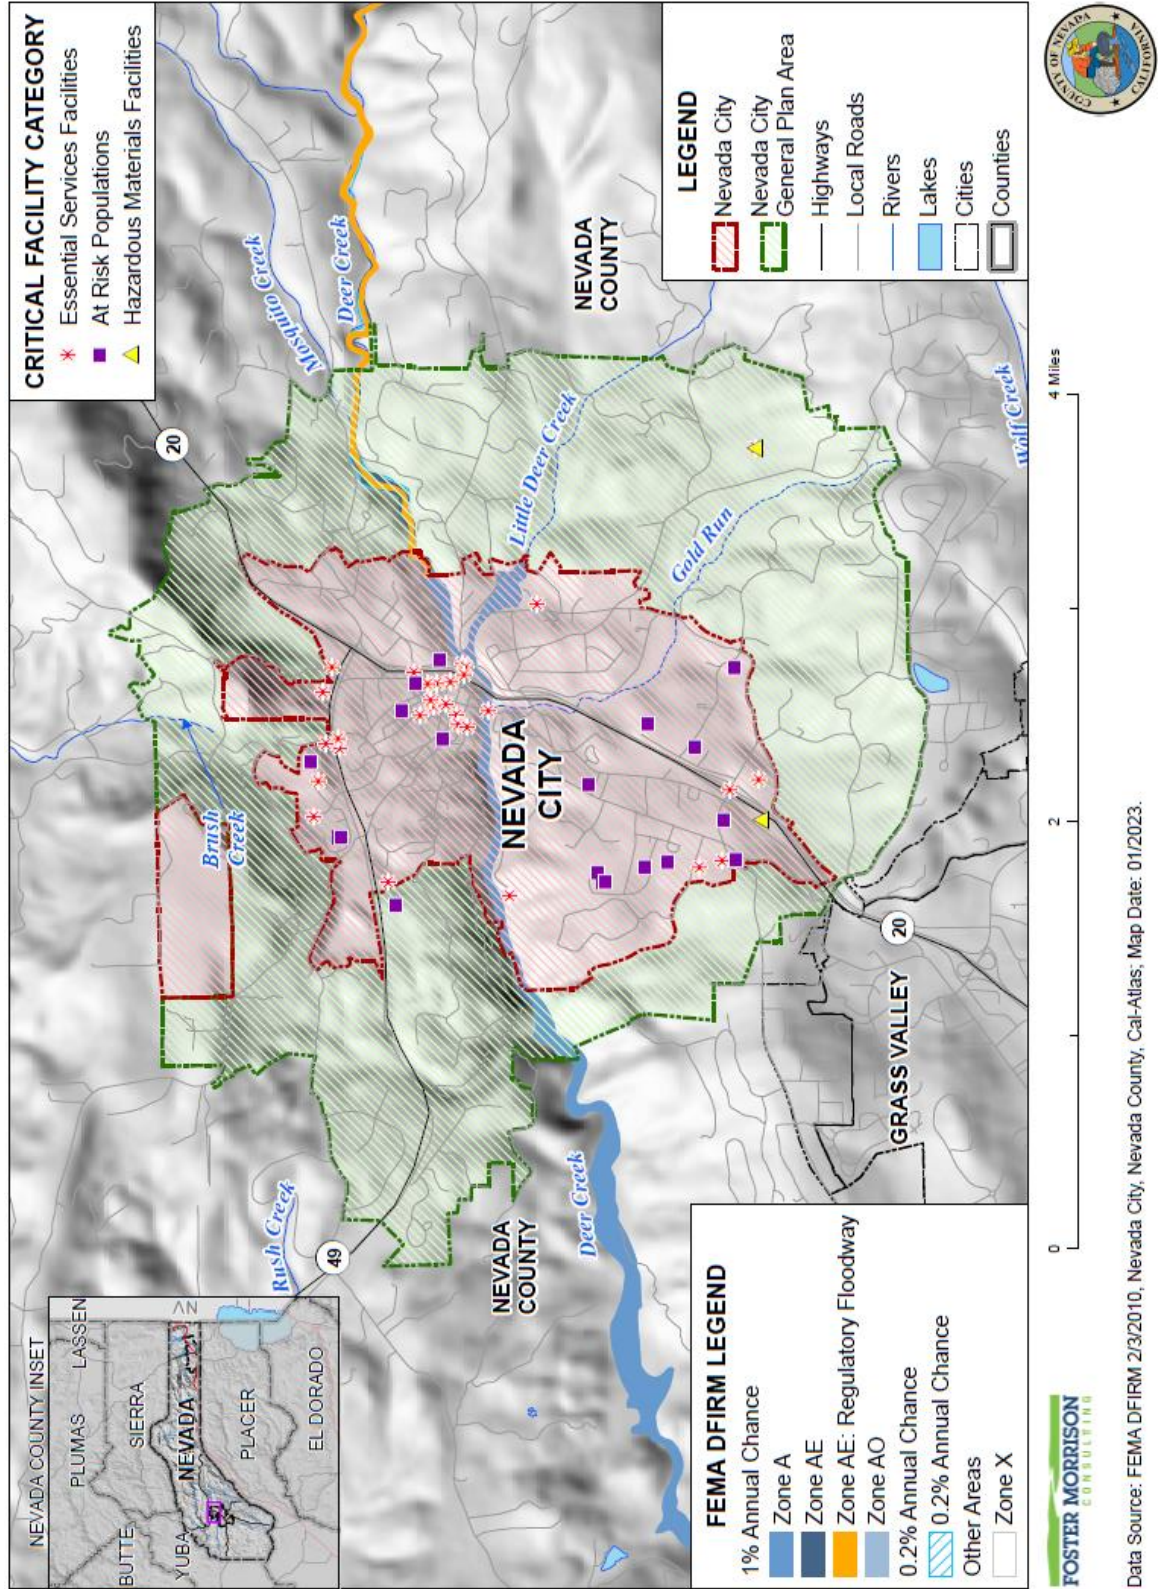 NEVADA COUNTY INSET
PLUMAS
LASSEN
BUTTE
SIERRA
YUBA
NEVADA
PLACER
EL DORADO
N
CRITICAL FACILITY CATEGORY
Essential Services Facilities
At Risk Populations
Hazardous Materials Facilities
Rush Creek
49
Brush
Creek
20
Mosquito Creek
Deer Creek
NEVADA
COUNTY
Deer Creek
NEVADA
CITY
Little Deer Creek
Gold Run
NEVADA
COUNTY
GRASS VALLEY
20
Wolf Creek
FEMA DFIRM LEGEND
1% Annual Chance
Zone A
Zone AE
Zone AE: Regulatory Floodway
Zone AO
0.2% Annual Chance
0.2% Annual Chance
Other Areas
Zone X
LEGEND
Nevada City
Nevada City
General Plan Area
Highways
Local Roads
Rivers
Lakes
Cities
Counties
FOSTER MORRISON
CONSULTING
0
2
4 Miles
COUNTY OF NEVADA
CALIFORNIA
Data Source: FEMA DFIRM 2/3/2010, Nevada City, Nevada County, Cal-Atlas; Map Date: 01/2023.